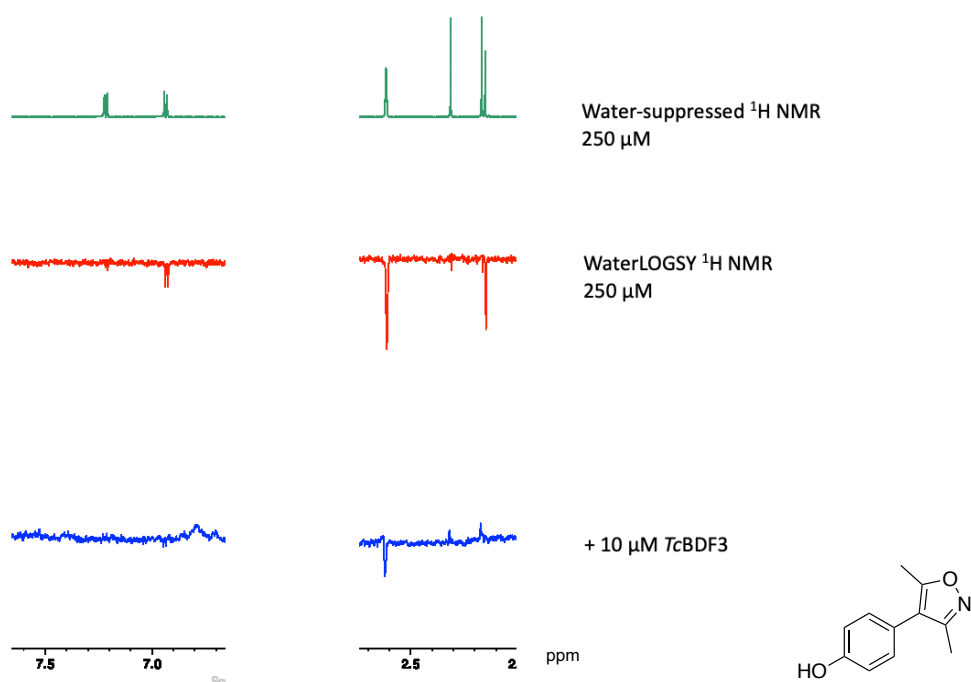 Water-suppressed ¹H NMR
250 µM
WaterLOGSY ¹H NMR
250 µM
+ 10 µM TcBDF3
O
N
HO
7.5 7.0 2.5 2 ppm